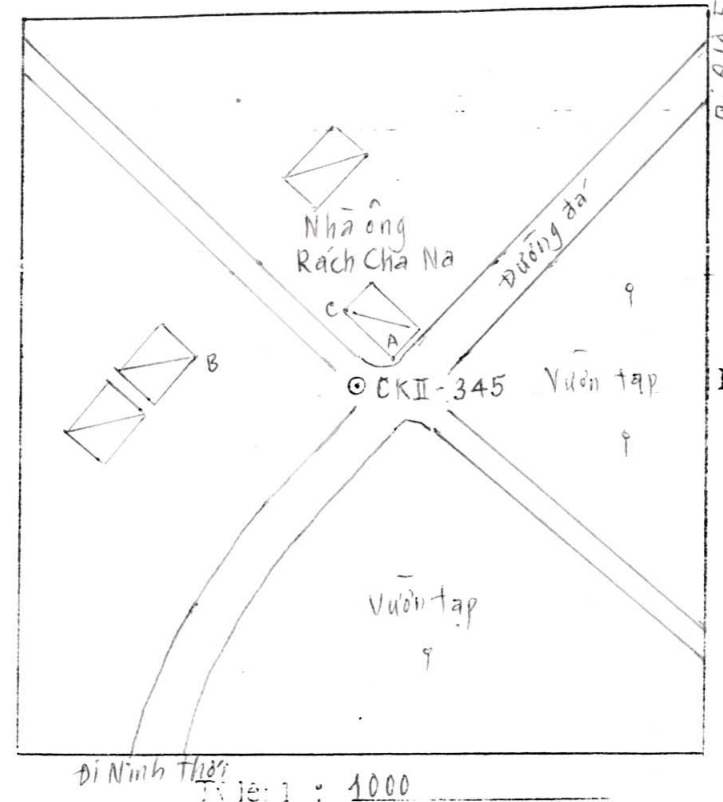 Nhà ông
Rách Cha Na
Đường đá
C
A
B
CKII-345
Vườn tạp
Vườn tạp
Đi Ninh Thới
Tỷ lệ 1 : 1000